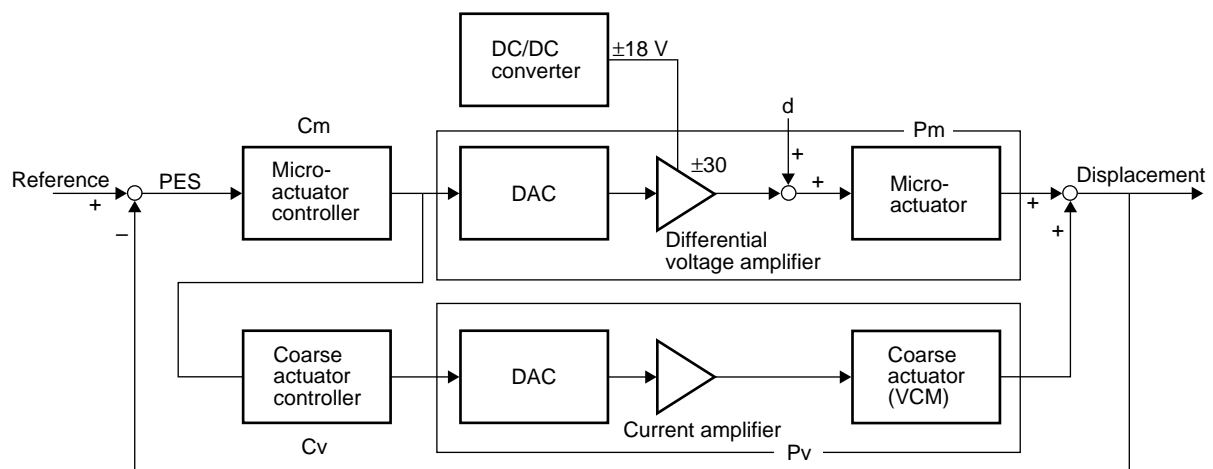 DC/DC
converter
±18 V
d
Cm
Pm
Reference
+
−
PES
Micro-
actuator
controller
DAC
±30
Differential
voltage amplifier
+
+
Micro-
actuator
+
+
Displacement
Coarse
actuator
controller
Cv
DAC
Current amplifier
Coarse
actuator
(VCM)
Pv